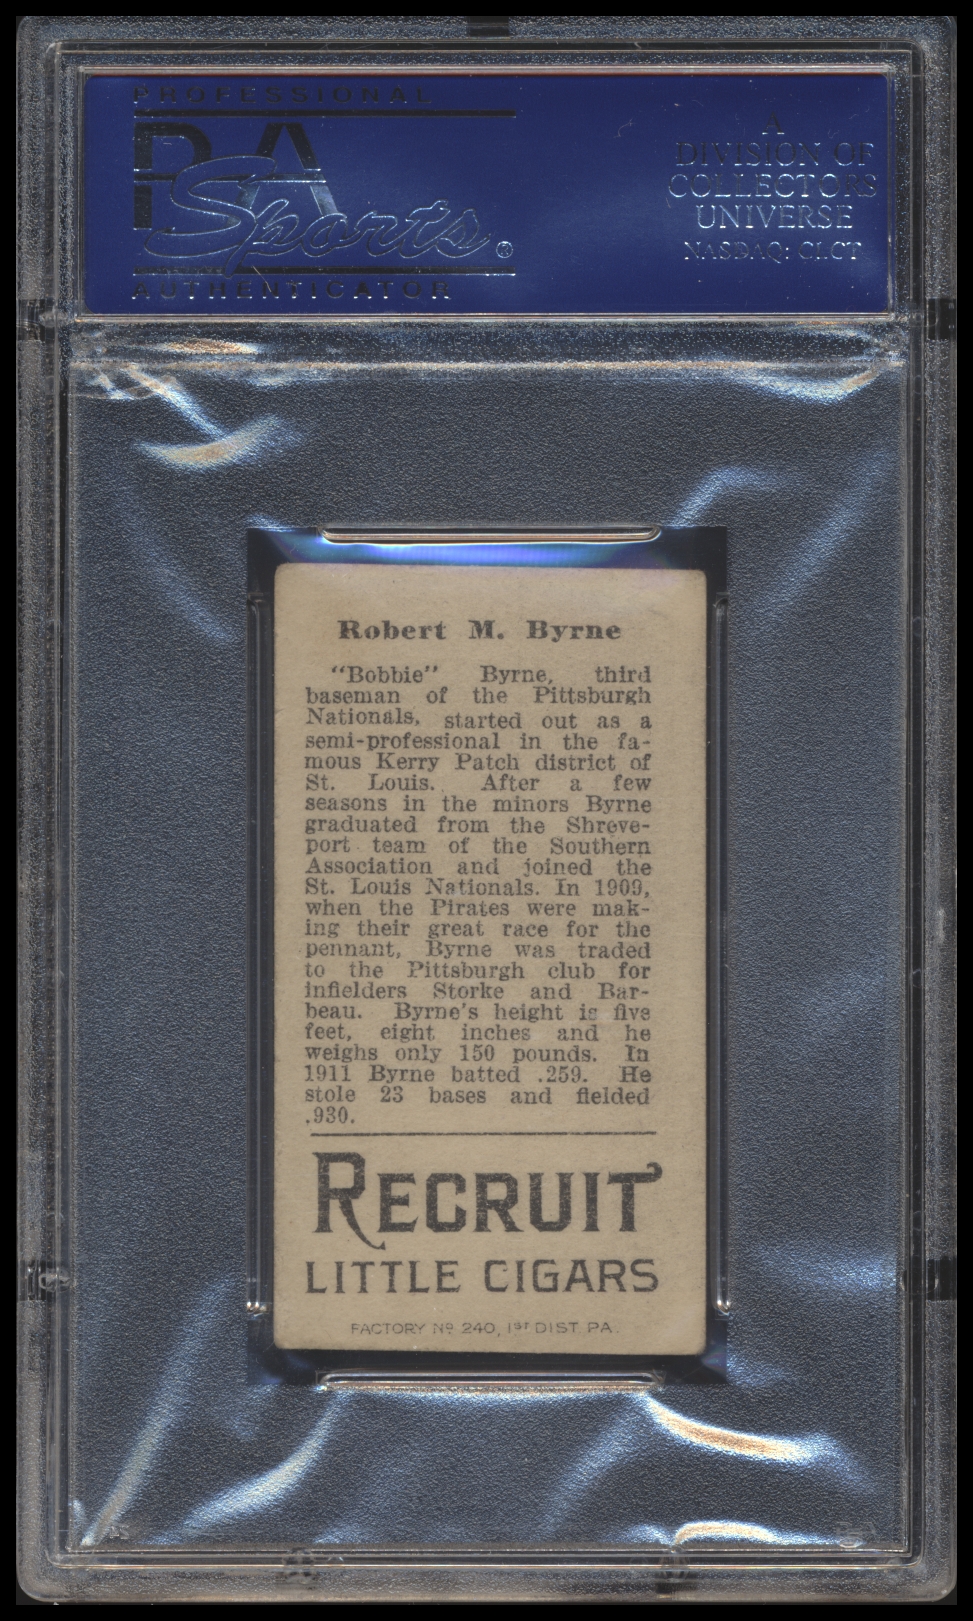 PROFESSIONAL
PSA
Sports®
AUTHENTICATOR
A
DIVISION OF
COLLECTORS
UNIVERSE
NASDAQ: CLCT
Robert M. Byrne
"Bobbie" Byrne, third
baseman of the Pittsburgh
Nationals, started out as a
semi-professional in the fa-
mous Kerry Patch district of
St. Louis. After a few
seasons in the minors Byrne
graduated from the Shreve-
port team of the Southern
Association and joined the
St. Louis Nationals. In 1909,
when the Pirates were mak-
ing their great race for the
pennant, Byrne was traded
to the Pittsburgh club for
infielders Storke and Bar-
beau. Byrne's height is five
feet, eight inches and he
weighs only 150 pounds. In
1911 Byrne batted .259. He
stole 23 bases and fielded
.930.
RECRUIT
LITTLE CIGARS
FACTORY Nº 240, 1ST DIST. PA.